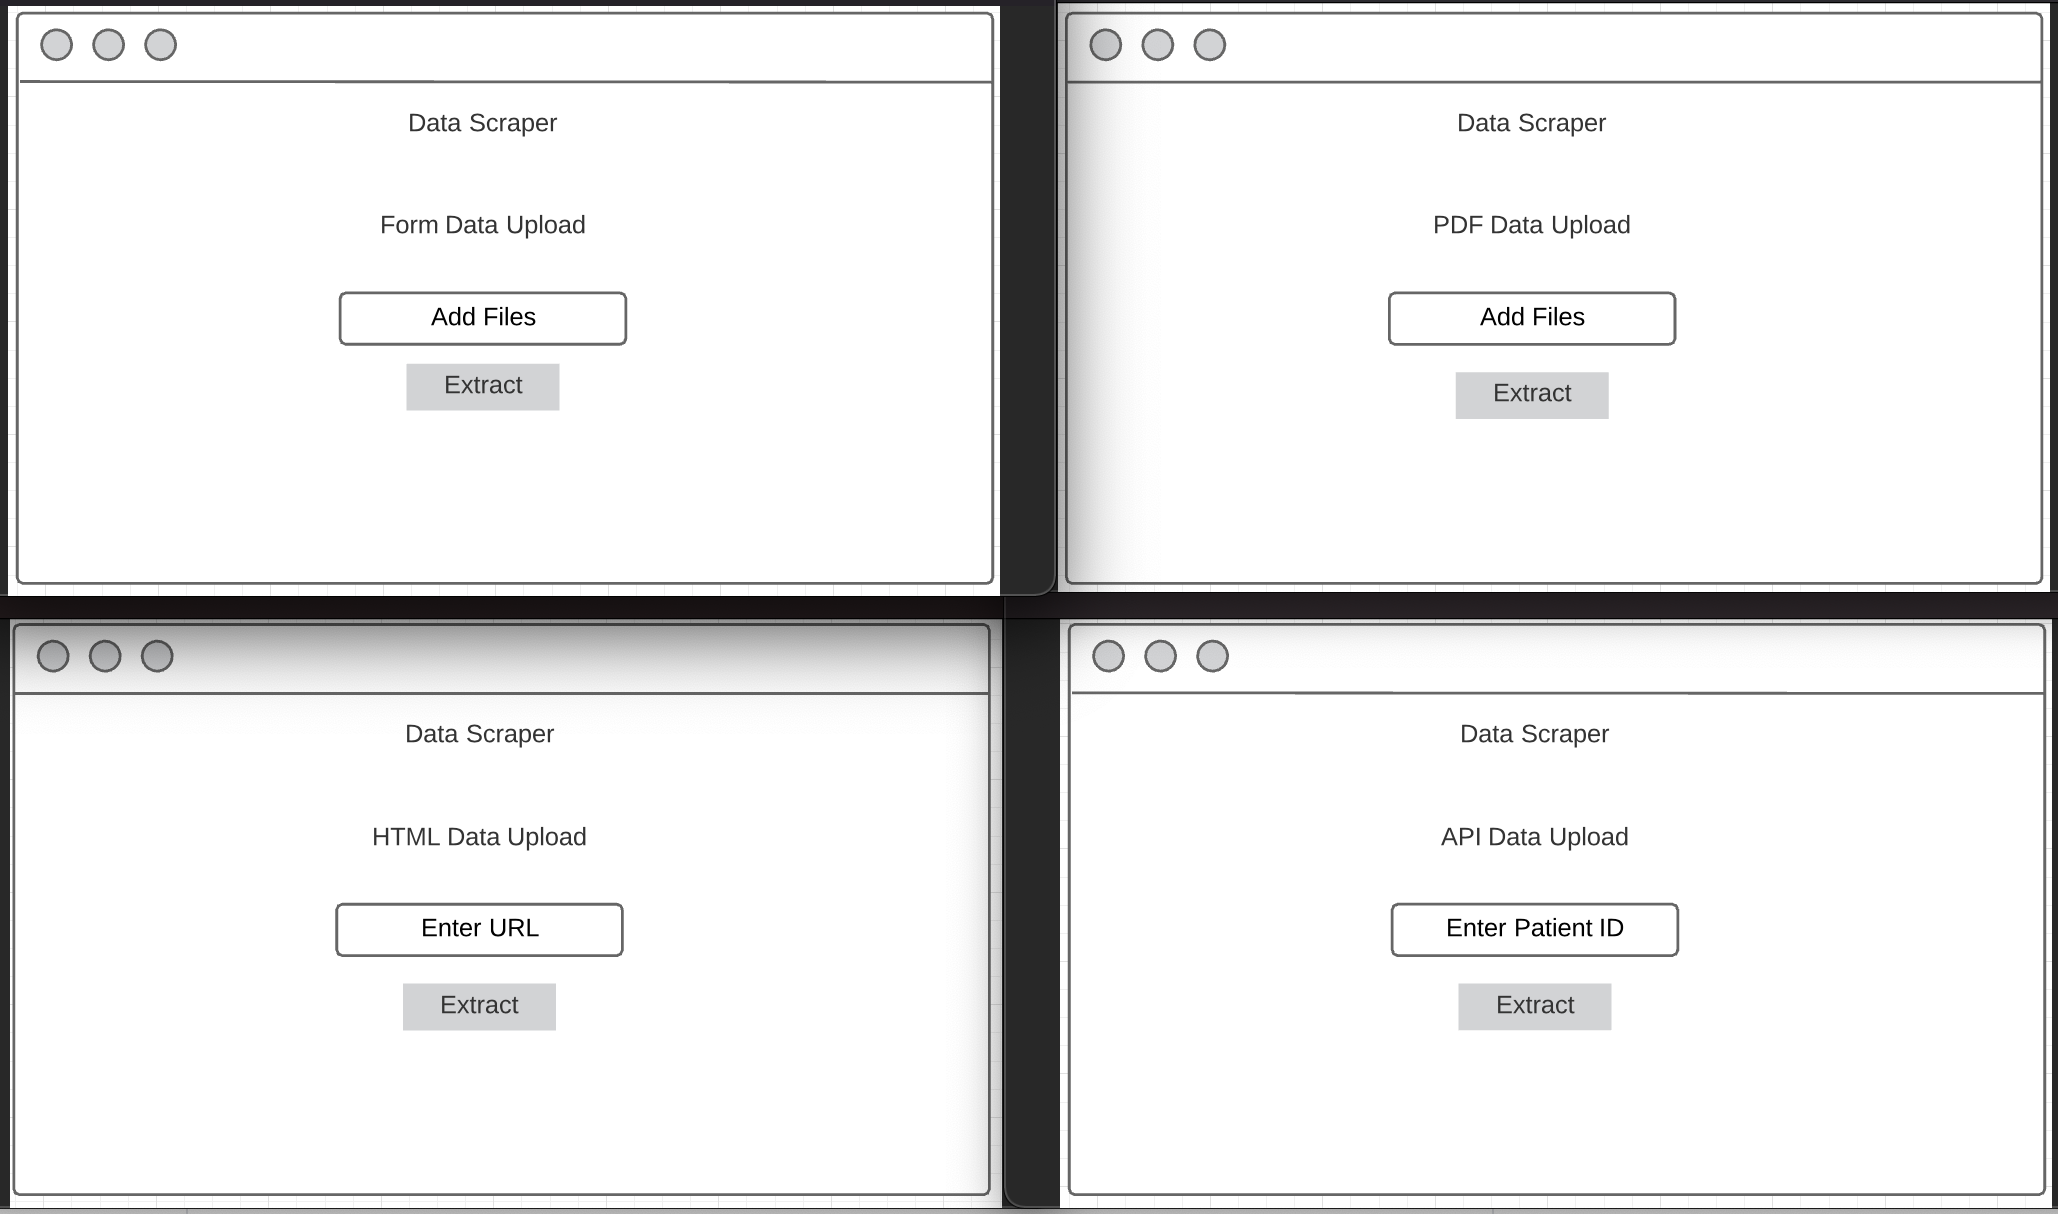 Data Scraper
Form Data Upload
Add Files
Extract
Data Scraper
PDF Data Upload
Add Files
Extract
Data Scraper
HTML Data Upload
Enter URL
Extract
Data Scraper
API Data Upload
Enter Patient ID
Extract